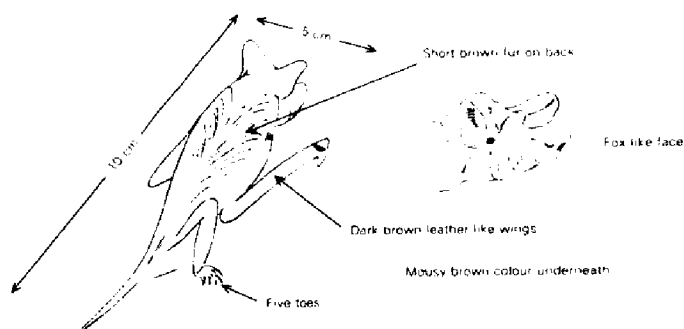 5 cm
Short brown fur on back
10 cm
Fox like face
Dark brown leather like wings
Mousy brown colour underneath
Five toes